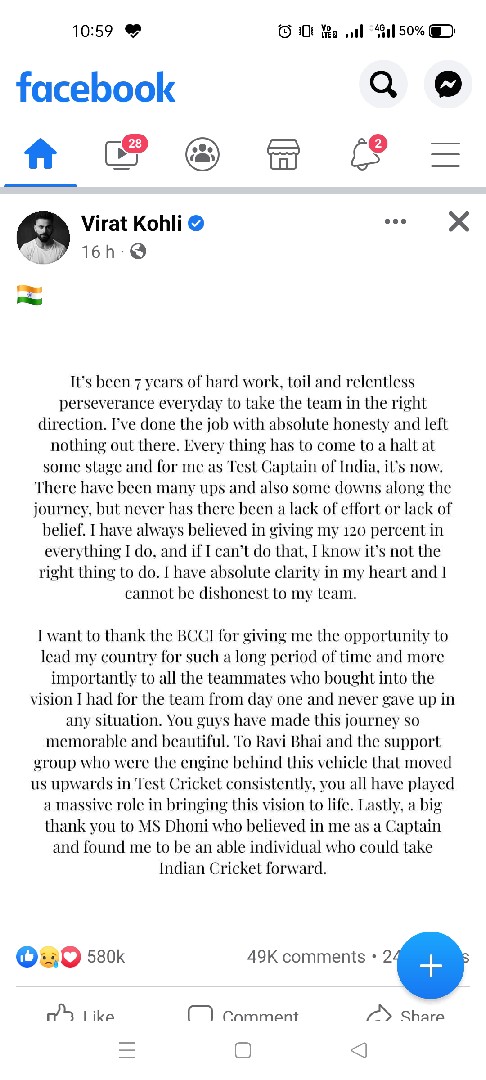 10:59
Yo
WiFi
4G
50%
facebook
28
2
Virat Kohli
16 h ·
It's been 7 years of hard work, toil and relentless
perseverance everyday to take the team in the right
direction. I've done the job with absolute honesty and left
nothing out there. Every thing has to come to a halt at
some stage and for me as Test Captain of India, it's now.
There have been many ups and also some downs along the
journey, but never has there been a lack of effort or lack of
belief. I have always believed in giving my 120 percent in
everything I do, and if I can't do that, I know it's not the
right thing to do. I have absolute clarity in my heart and I
cannot be dishonest to my team.
I want to thank the BCCI for giving me the opportunity to
lead my country for such a long period of time and more
importantly to all the teammates who bought into the
vision I had for the team from day one and never gave up in
any situation. You guys have made this journey so
memorable and beautiful. To Ravi Bhai and the support
group who were the engine behind this vehicle that moved
us upwards in Test Cricket consistently, you all have played
a massive role in bringing this vision to life. Lastly, a big
thank you to MS Dhoni who believed in me as a Captain
and found me to be an able individual who could take
Indian Cricket forward.
580k
49K comments •
Like
Comment
Share